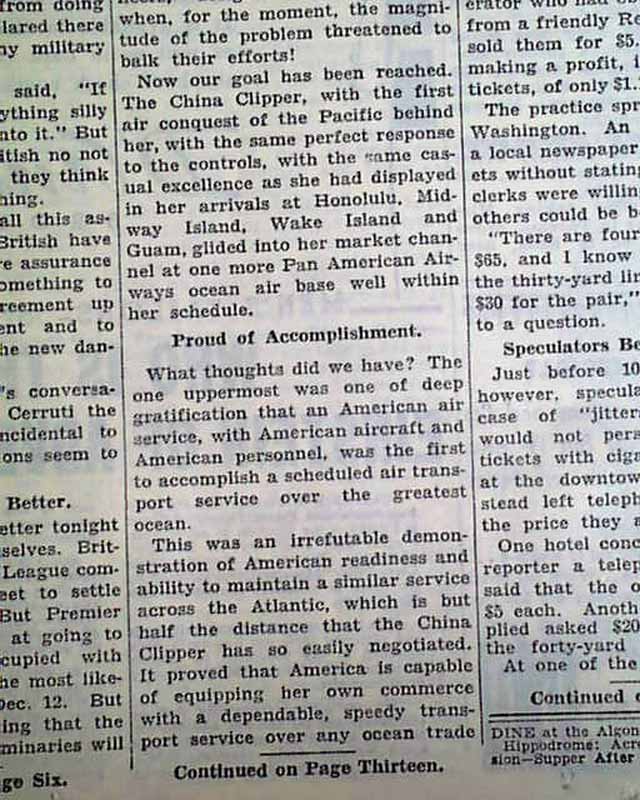 from doing
lared there
ny military
said, "If
ything silly
nto it." But
itish no not
they think
hing.
all this as-
British have
re assurance
omething to
reement up
ent and to
he new dan-
's conversa-
Cerruti the
ncidental to
ons seem to
Better.
etter tonight
selves. Brit-
League com-
eet to settle
But Premier
at going to
cupied with
he most like-
Dec. 12. But
ing that the
minaries will
ge Six.
when, for the moment, the magni-
tude of the problem threatened to
balk their efforts!
Now our goal has been reached.
The China Clipper, with the first
air conquest of the Pacific behind
her, with the same perfect response
to the controls, with the same cas-
ual excellence as she had displayed
in her arrivals at Honolulu, Mid-
way Island, Wake Island and
Guam, glided into her market chan-
nel at one more Pan American Air-
ways ocean air base well within
her schedule.
Proud of Accomplishment.
What thoughts did we have? The
one uppermost was one of deep
gratification that an American air
service, with American aircraft and
American personnel, was the first
to accomplish a scheduled air trans-
port service over the greatest
ocean.
This was an irrefutable demon-
stration of American readiness and
ability to maintain a similar service
across the Atlantic, which is but
half the distance that the China
Clipper has so easily negotiated.
It proved that America is capable
of equipping her own commerce
with a dependable, speedy trans-
port service over any ocean trade
Continued on Page Thirteen.
erator who had
from a friendly Re
sold them for $5.
making a profit, i
tickets, of only $1.
The practice spr
Washington. An
a local newspaper
ets without stating
clerks were willin
others could be b
"There are four
$65, and I know
the thirty-yard lin
$30 for the pair,"
to a question.
Speculators Be
Just before 10
however, specula
case of "jitter
would not pers
tickets with ciga
at the downtow
stead left teleph
the price they a
One hotel conc
reporter a telep
said that the o
$5 each. Anoth
plied asked $20
the forty-yard
At one of the
Continued
DINE at the Algon
Hippodrome; Acr
sion—Supper After